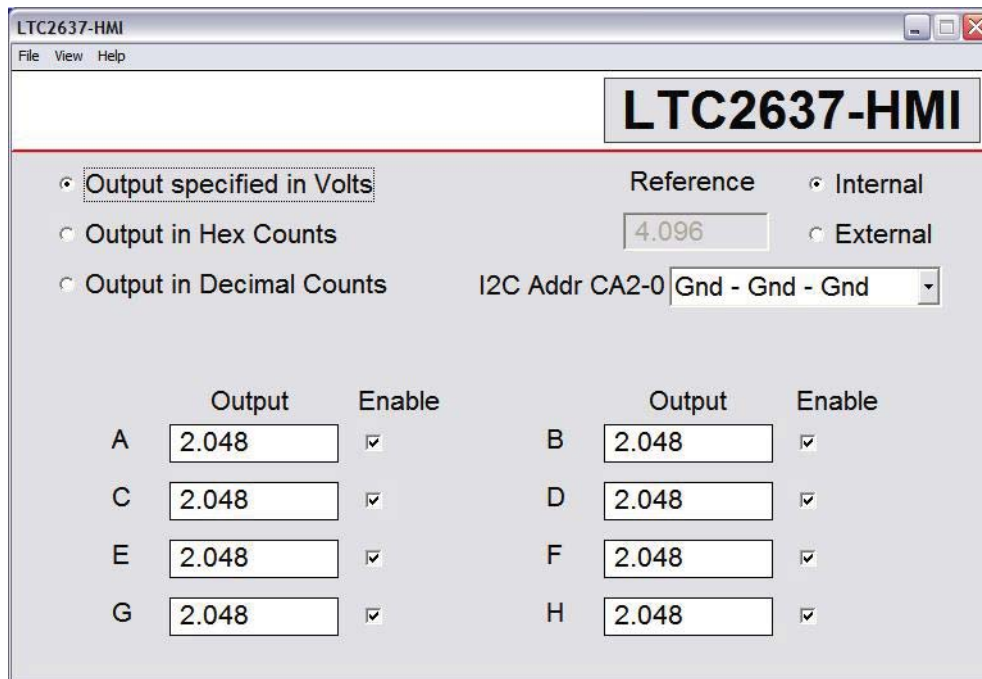 LTC2637-HMI
File View Help
LTC2637-HMI
Output specified in Volts
Reference
Internal
Output in Hex Counts
4.096
External
Output in Decimal Counts
I2C Addr CA2-0 Gnd - Gnd - Gnd
Output Enable Output Enable
A 2.048 B 2.048
C 2.048 D 2.048
E 2.048 F 2.048
G 2.048 H 2.048